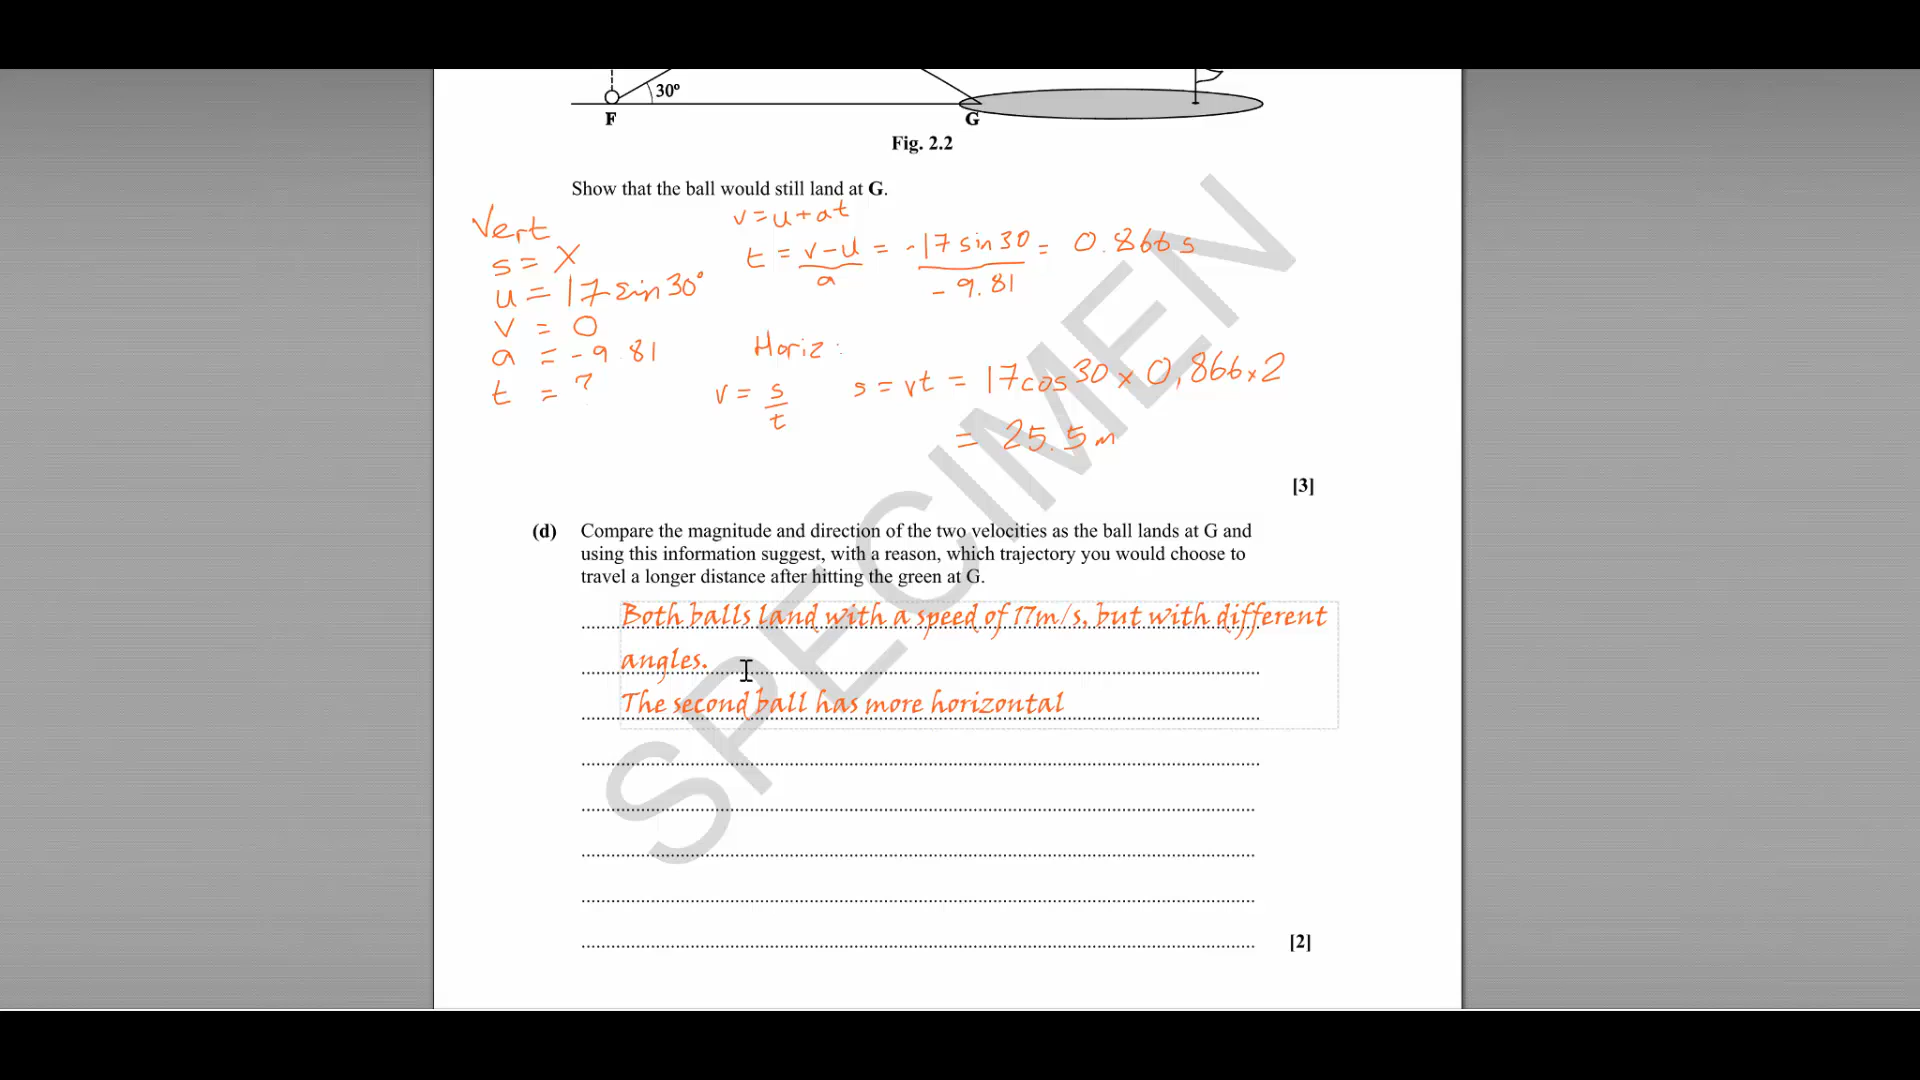 30º
F
G
Fig. 2.2
Show that the ball would still land at G.
Vert
s = X
u = 17 sin 30°
v = 0
a = -9.81
t = ?
v = u + at
t = v-u/a = -17 sin 30/-9.81 = 0.866 s
Horiz :
v = s/t s = vt = 17 cos 30 × 0.866 × 2
= 25.5 m
[3]
(d) Compare the magnitude and direction of the two velocities as the ball lands at G and
using this information suggest, with a reason, which trajectory you would choose to
travel a longer distance after hitting the green at G.
Both balls land with a speed of 17m/s, but with different
angles.
The second ball has more horizontal
[2]
SPECIMEN